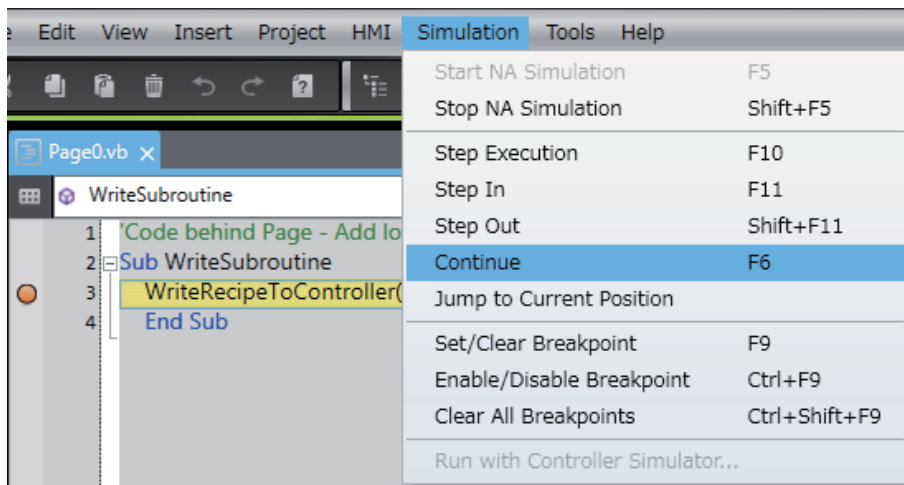 Edit View Insert Project HMI Simulation Tools Help
Start NA Simulation F5
Stop NA Simulation Shift+F5
Step Execution F10
Step In F11
Step Out Shift+F11
Continue F6
Jump to Current Position
Set/Clear Breakpoint F9
Enable/Disable Breakpoint Ctrl+F9
Clear All Breakpoints Ctrl+Shift+F9
Run with Controller Simulator...
Page0.vb
WriteSubroutine
1 'Code behind Page - Add lo
2 Sub WriteSubroutine
3 WriteRecipeToController(
4 End Sub